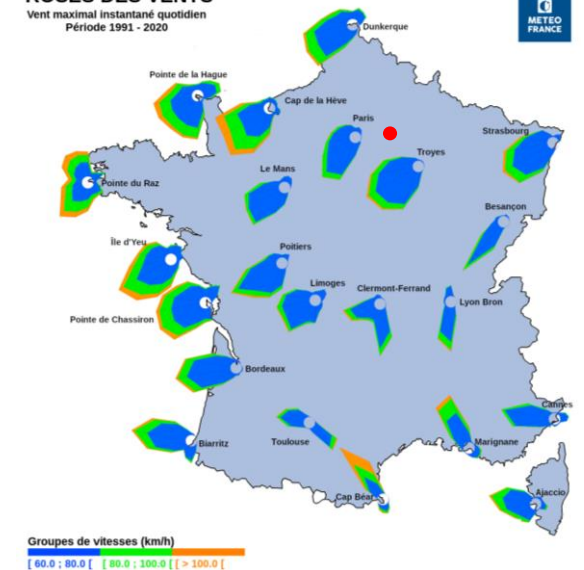 ROSES DES VENTS
Vent maximal instantané quotidien
Période 1991 - 2020
METEO
FRANCE
Dunkerque
Pointe de la Hague
Cap de la Hève
Paris
Strasbourg
Troyes
Le Mans
Pointe du Raz
Besançon
Île d'Yeu
Poitiers
Limoges
Clermont-Ferrand
Lyon Bron
Pointe de Chassiron
Bordeaux
Cannes
Biarritz
Toulouse
Marignane
Cap Béar
Ajaccio
Groupes de vitesses (km/h)
[ 60.0 ; 80.0 [ [ 80.0 ; 100.0 [ [ > 100.0 [